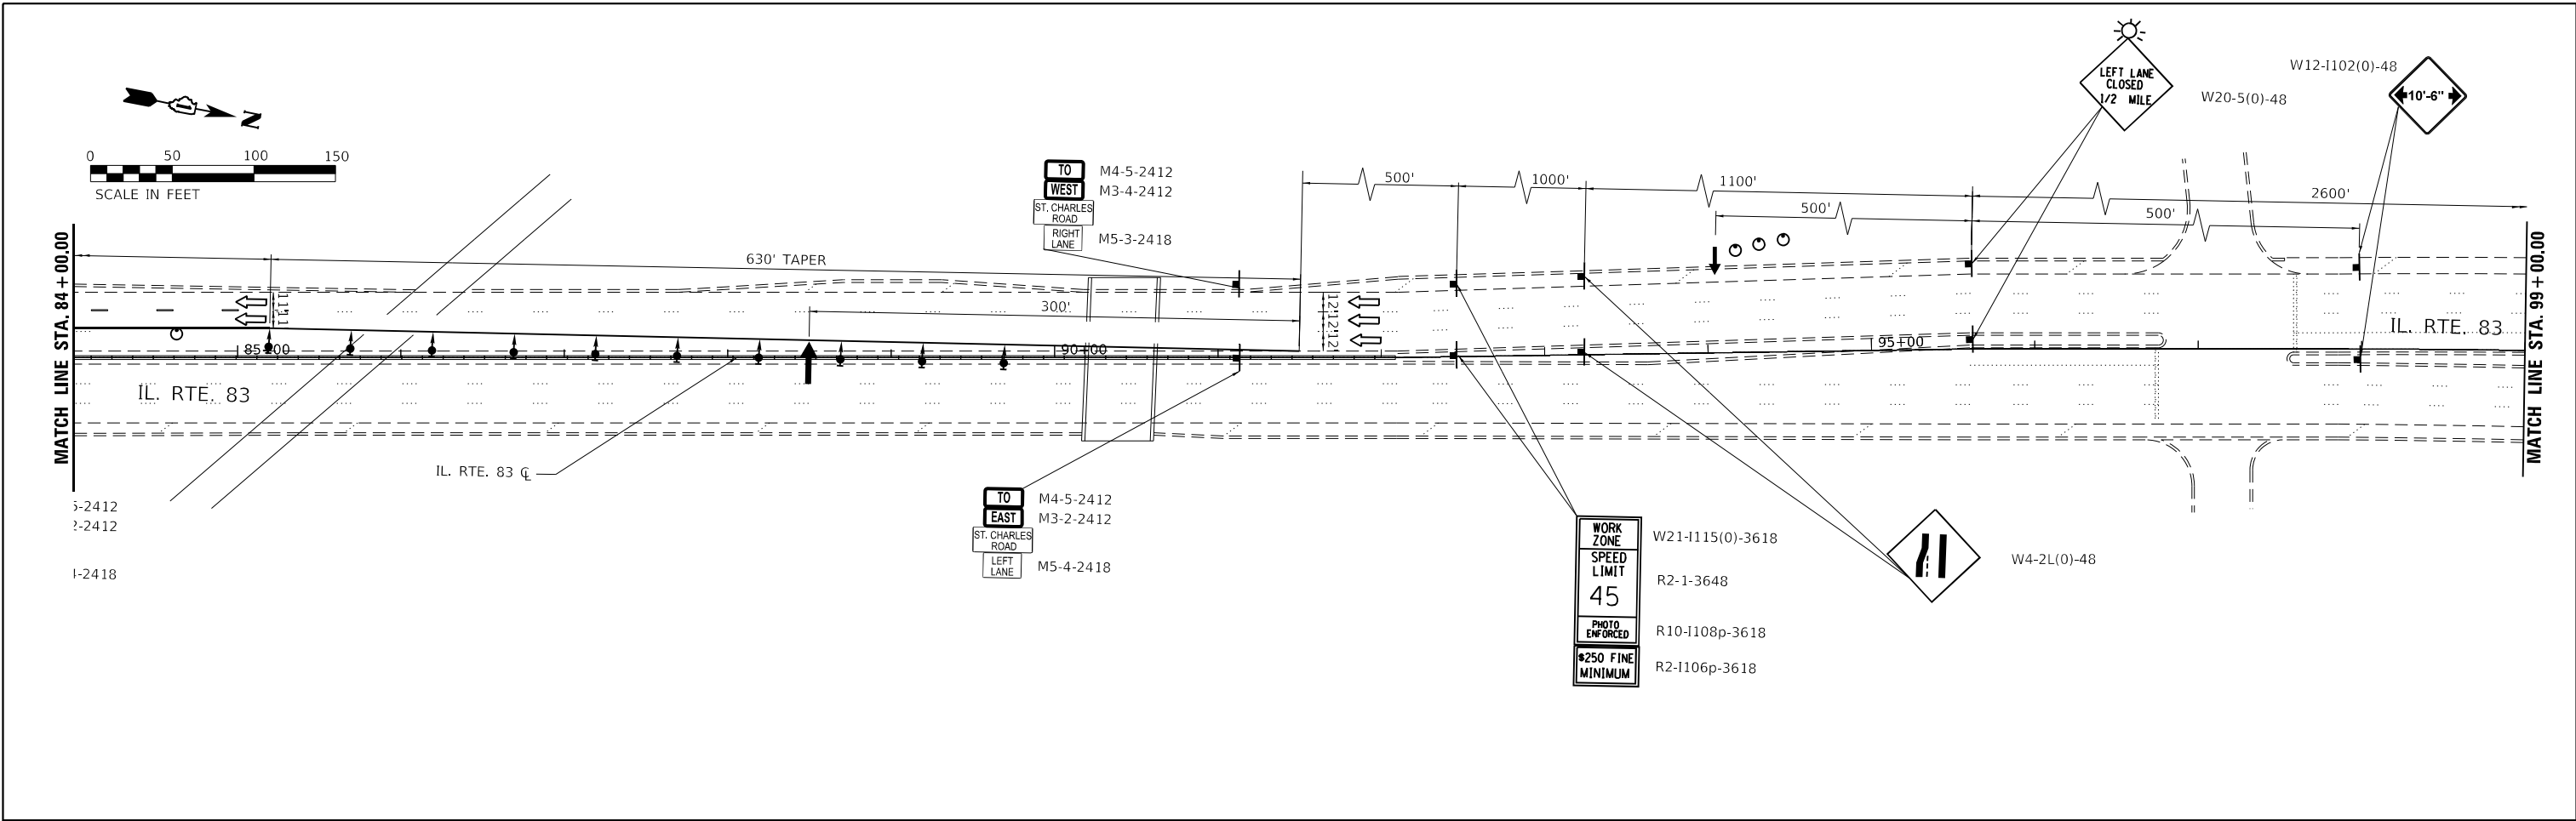 N
0 50 100 150
SCALE IN FEET
MATCH LINE STA. 84+00.00
TO
M4-5-2412
WEST
M3-4-2412
ST. CHARLES
ROAD
RIGHT
LANE
M5-3-2418
LEFT LANE
CLOSED
1/2 MILE
W20-5(0)-48
W12-I102(0)-48
10'-6"
500'
1000'
1100'
2600'
500'
500'
630' TAPER
300'
11'
11'
12'
12'
12'
85+00
90+00
95+00
IL. RTE. 83
IL. RTE. 83
MATCH LINE STA. 99+00.00
IL. RTE. 83 ℄
-2412
-2412
-2418
TO
M4-5-2412
EAST
M3-2-2412
ST. CHARLES
ROAD
LEFT
LANE
M5-4-2418
WORK
ZONE
W21-I115(0)-3618
SPEED
LIMIT
45
R2-1-3648
PHOTO
ENFORCED
R10-I108p-3618
$250 FINE
MINIMUM
R2-I106p-3618
W4-2L(0)-48